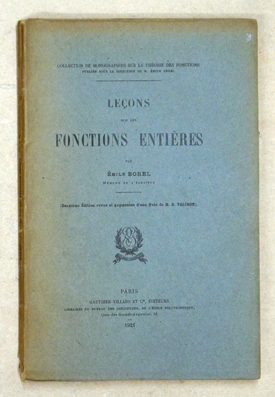 COLLECTION DE MONOGRAPHIES SUR LA THÉORIE DES FONCTIONS
PUBLIÉE SOUS LA DIRECTION DE M. ÉMILE BOREL
LEÇONS
SUR LES
FONCTIONS ENTIÈRES
PAR
ÉMILE BOREL
MEMBRE DE L'INSTITUT
(Deuxième Édition revue et augmentée d'une Note de M. G. VALIRON)
PARIS
GAUTHIER-VILLARS ET Cie, ÉDITEURS
LIBRAIRES DU BUREAU DES LONGITUDES, DE L'ÉCOLE POLYTECHNIQUE
Quai des Grands-Augustins, 55
1921